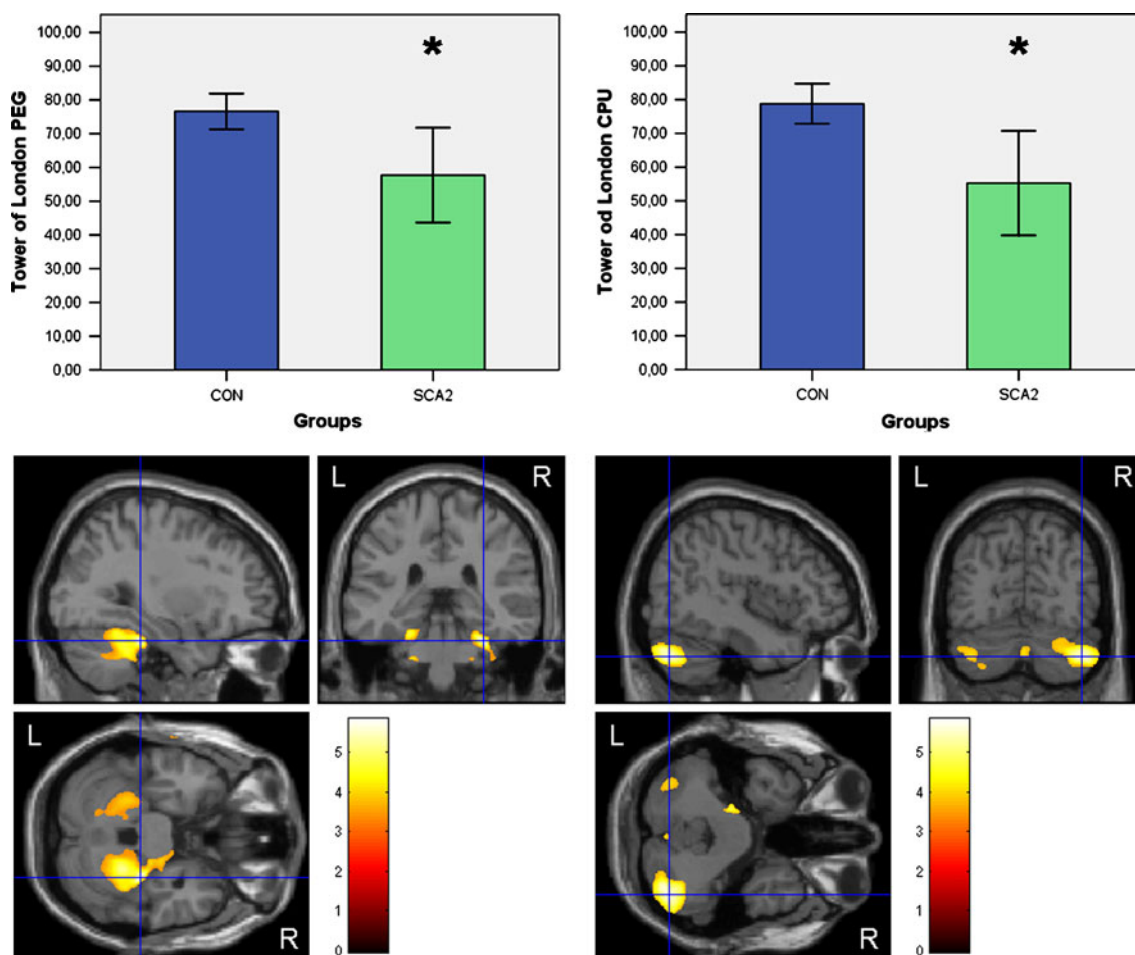 Tower of London PEG
100,00
90,00
80,00
70,00
60,00
50,00
40,00
30,00
20,00
10,00
0,00
*
CON
SCA2
Groups
Tower od London CPU
100,00
90,00
80,00
70,00
60,00
50,00
40,00
30,00
20,00
10,00
0,00
*
CON
SCA2
Groups
L
R
L
R
5
4
3
2
1
0
L
R
L
R
5
4
3
2
1
0